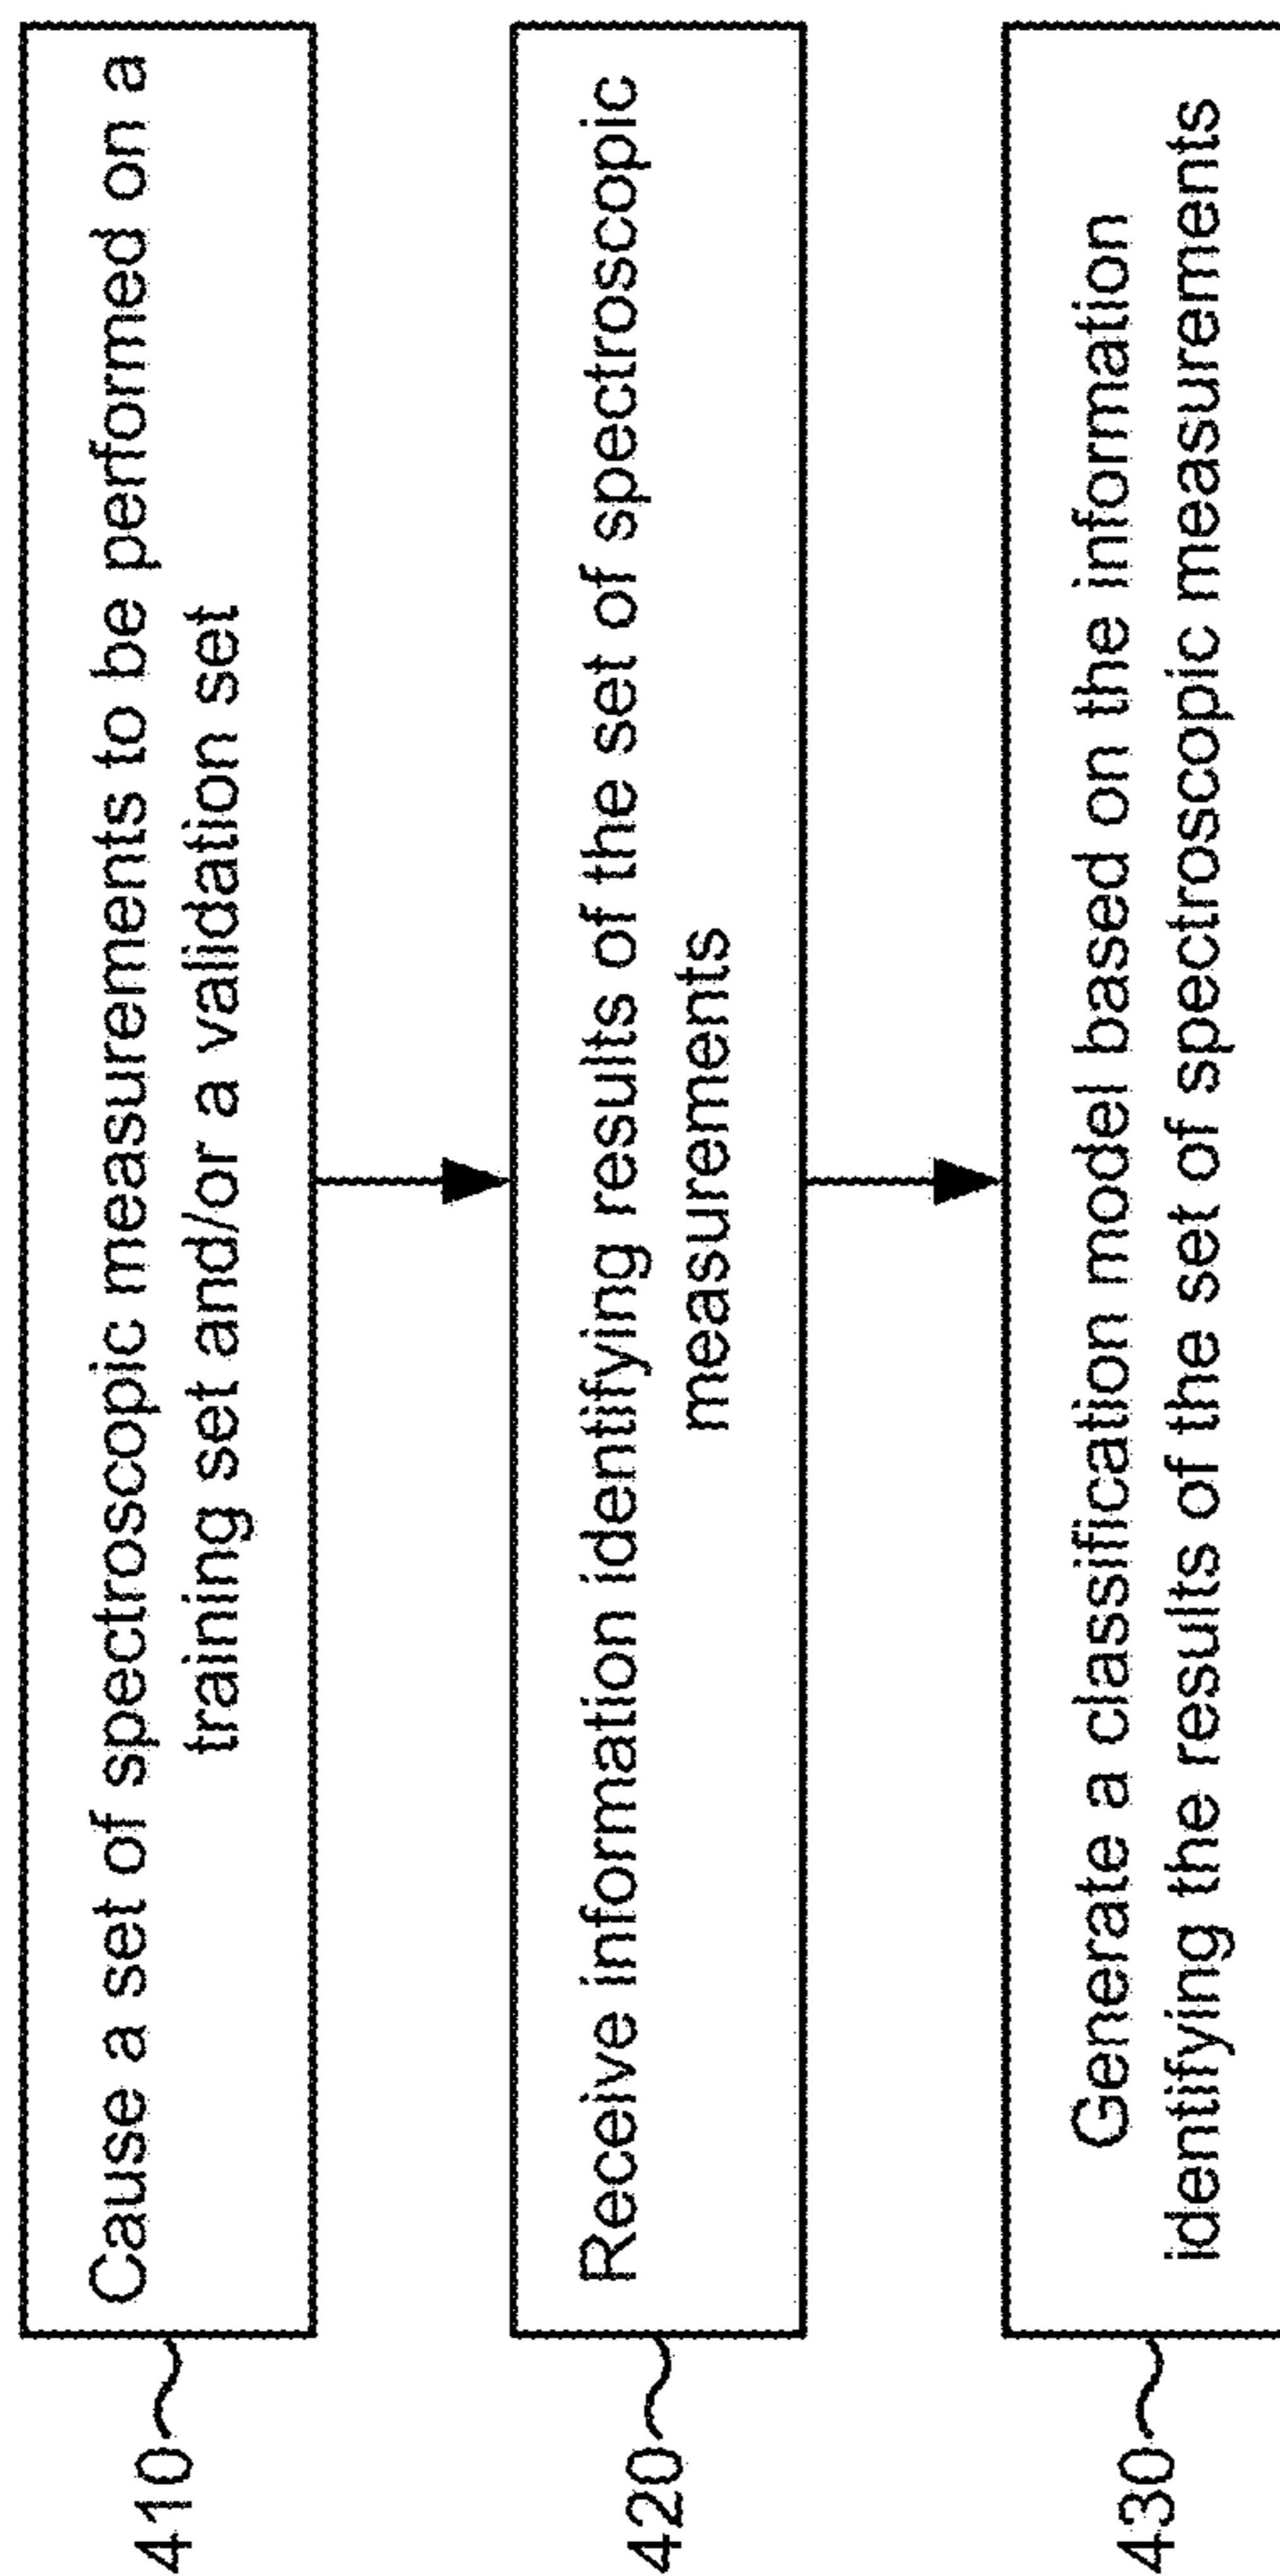 410
Cause a set of spectroscopic measurements to be performed on a
training set and/or a validation set
420
Receive information identifying results of the set of spectroscopic
measurements
430
Generate a classification model based on the information
identifying the results of the set of spectroscopic measurements